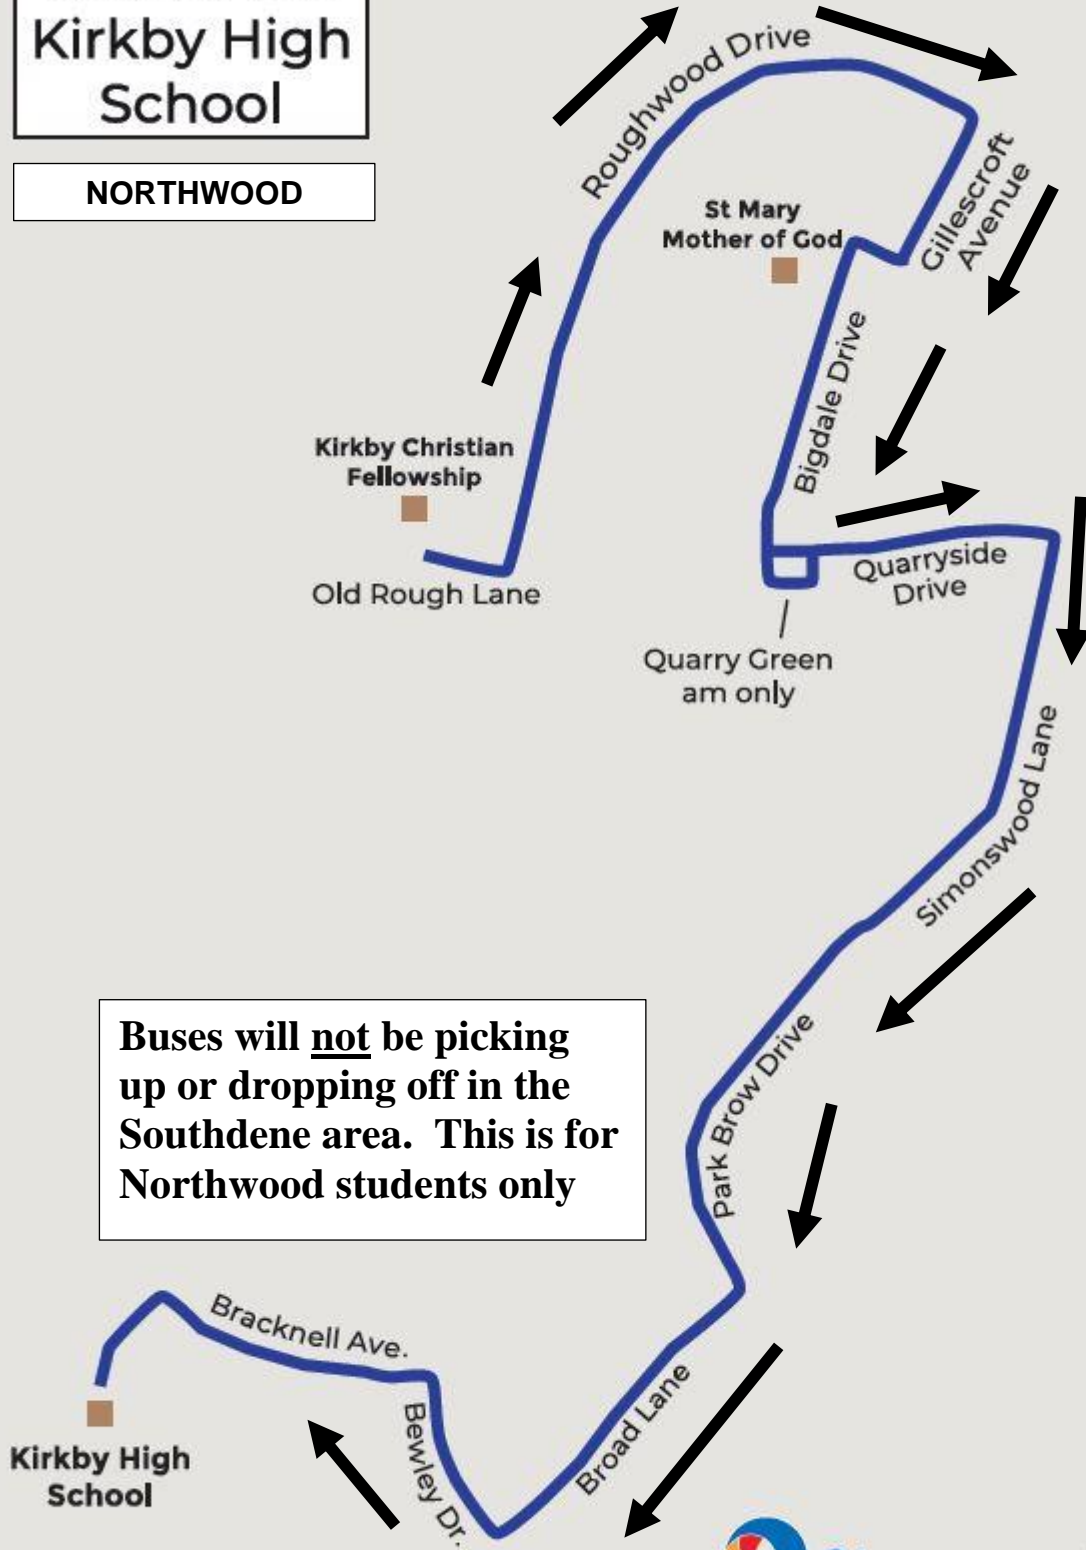 Kirkby High
School
NORTHWOOD
Roughwood Drive
Gillescroft
Avenue
St Mary
Mother of God
Bigdale Drive
Kirkby Christian
Fellowship
Old Rough Lane
Quarryside
Drive
Quarry Green
am only
Simonswood Lane
Buses will not be picking
up or dropping off in the
Southdene area. This is for
Northwood students only
Park Brow Drive
Bracknell Ave.
Broad Lane
Bewley Dr.
Kirkby High
School